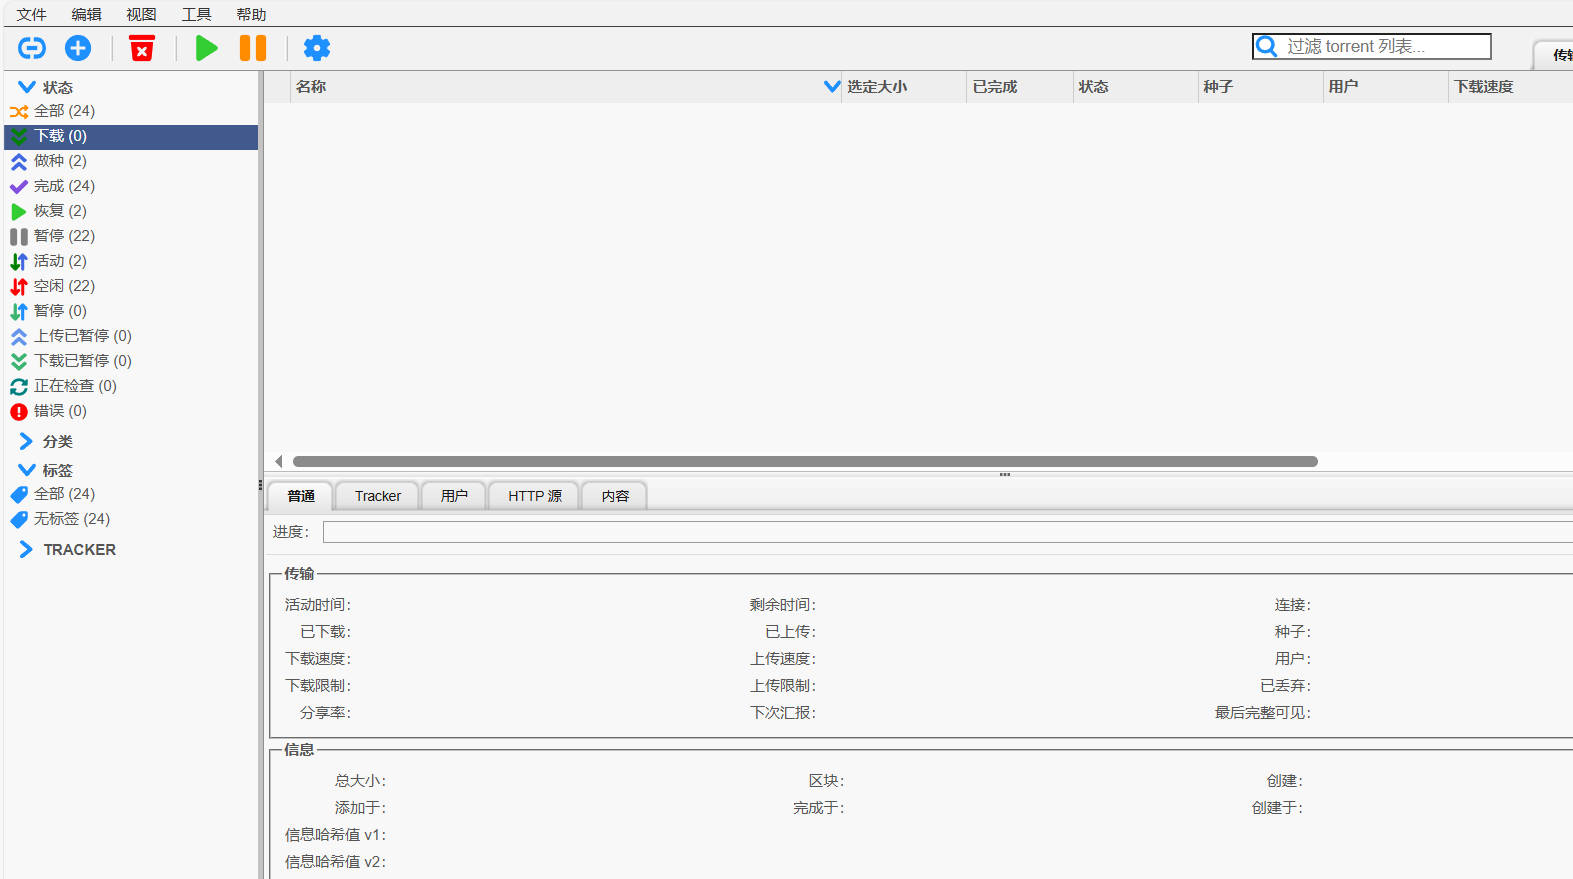 文件 编辑 视图 工具 帮助
过滤 torrent 列表...
状态
全部 (24)
下载 (0)
做种 (2)
完成 (24)
恢复 (2)
暂停 (22)
活动 (2)
空闲 (22)
暂停 (0)
上传已暂停 (0)
下载已暂停 (0)
正在检查 (0)
错误 (0)
分类
标签
全部 (24)
无标签 (24)
TRACKER
名称 选定大小 已完成 状态 种子 用户 下载速度
普通 Tracker 用户 HTTP 源 内容
进度：
传输
活动时间： 剩余时间： 连接：
已下载： 已上传： 种子：
下载速度： 上传速度： 用户：
下载限制： 上传限制： 已丢弃：
分享率： 下次汇报： 最后完整可见：
信息
总大小： 区块： 创建：
添加于： 完成于： 创建于：
信息哈希值 v1：
信息哈希值 v2：